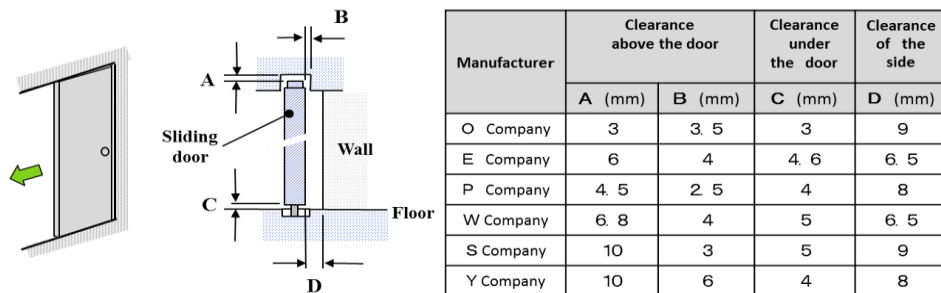 B
A
Sliding
door
Wall
C
Floor
D
Manufacturer
Clearance
above the door
Clearance
under
the door
Clearance
of the
side
A (mm) B (mm) C (mm) D (mm)
O Company 3 3.5 3 9
E Company 6 4 4.6 6.5
P Company 4.5 2.5 4 8
W Company 6.8 4 5 6.5
S Company 10 3 5 9
Y Company 10 6 4 8